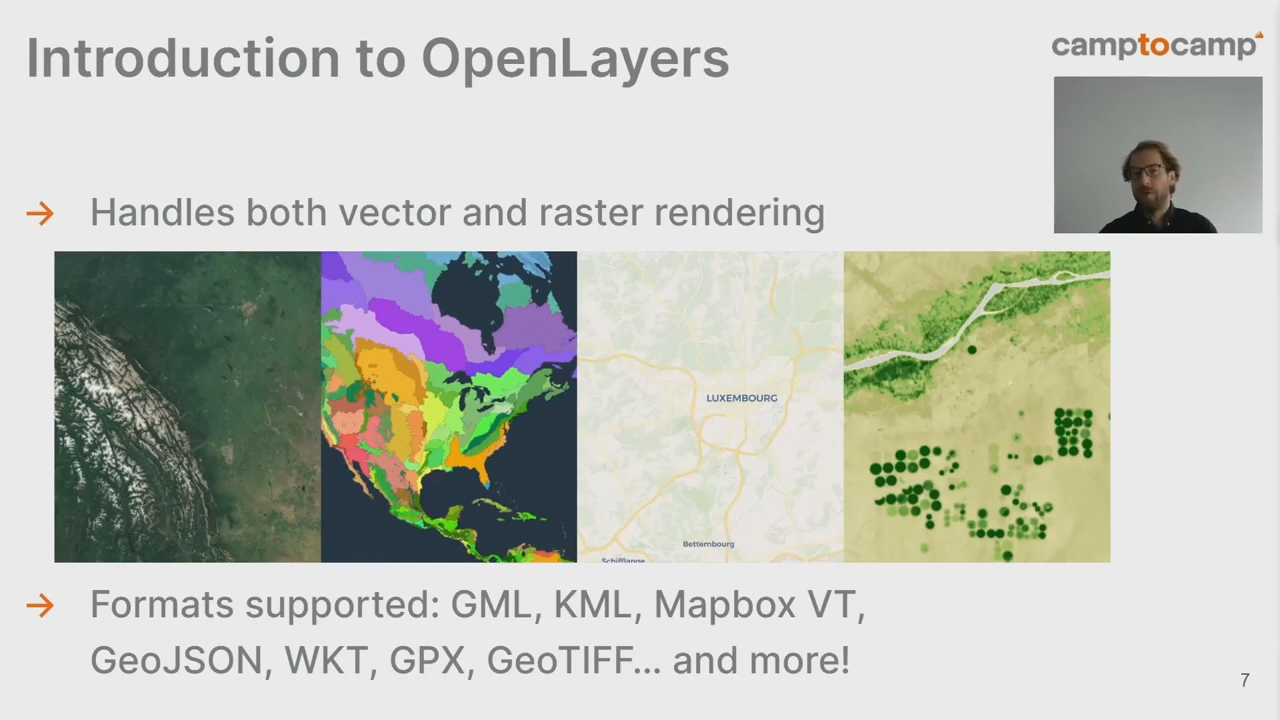 Introduction to OpenLayers
camptocamp
→ Handles both vector and raster rendering
LUXEMBOURG
Bettembourg
Schifflange
→ Formats supported: GML, KML, Mapbox VT,
GeoJSON, WKT, GPX, GeoTIFF... and more!
7